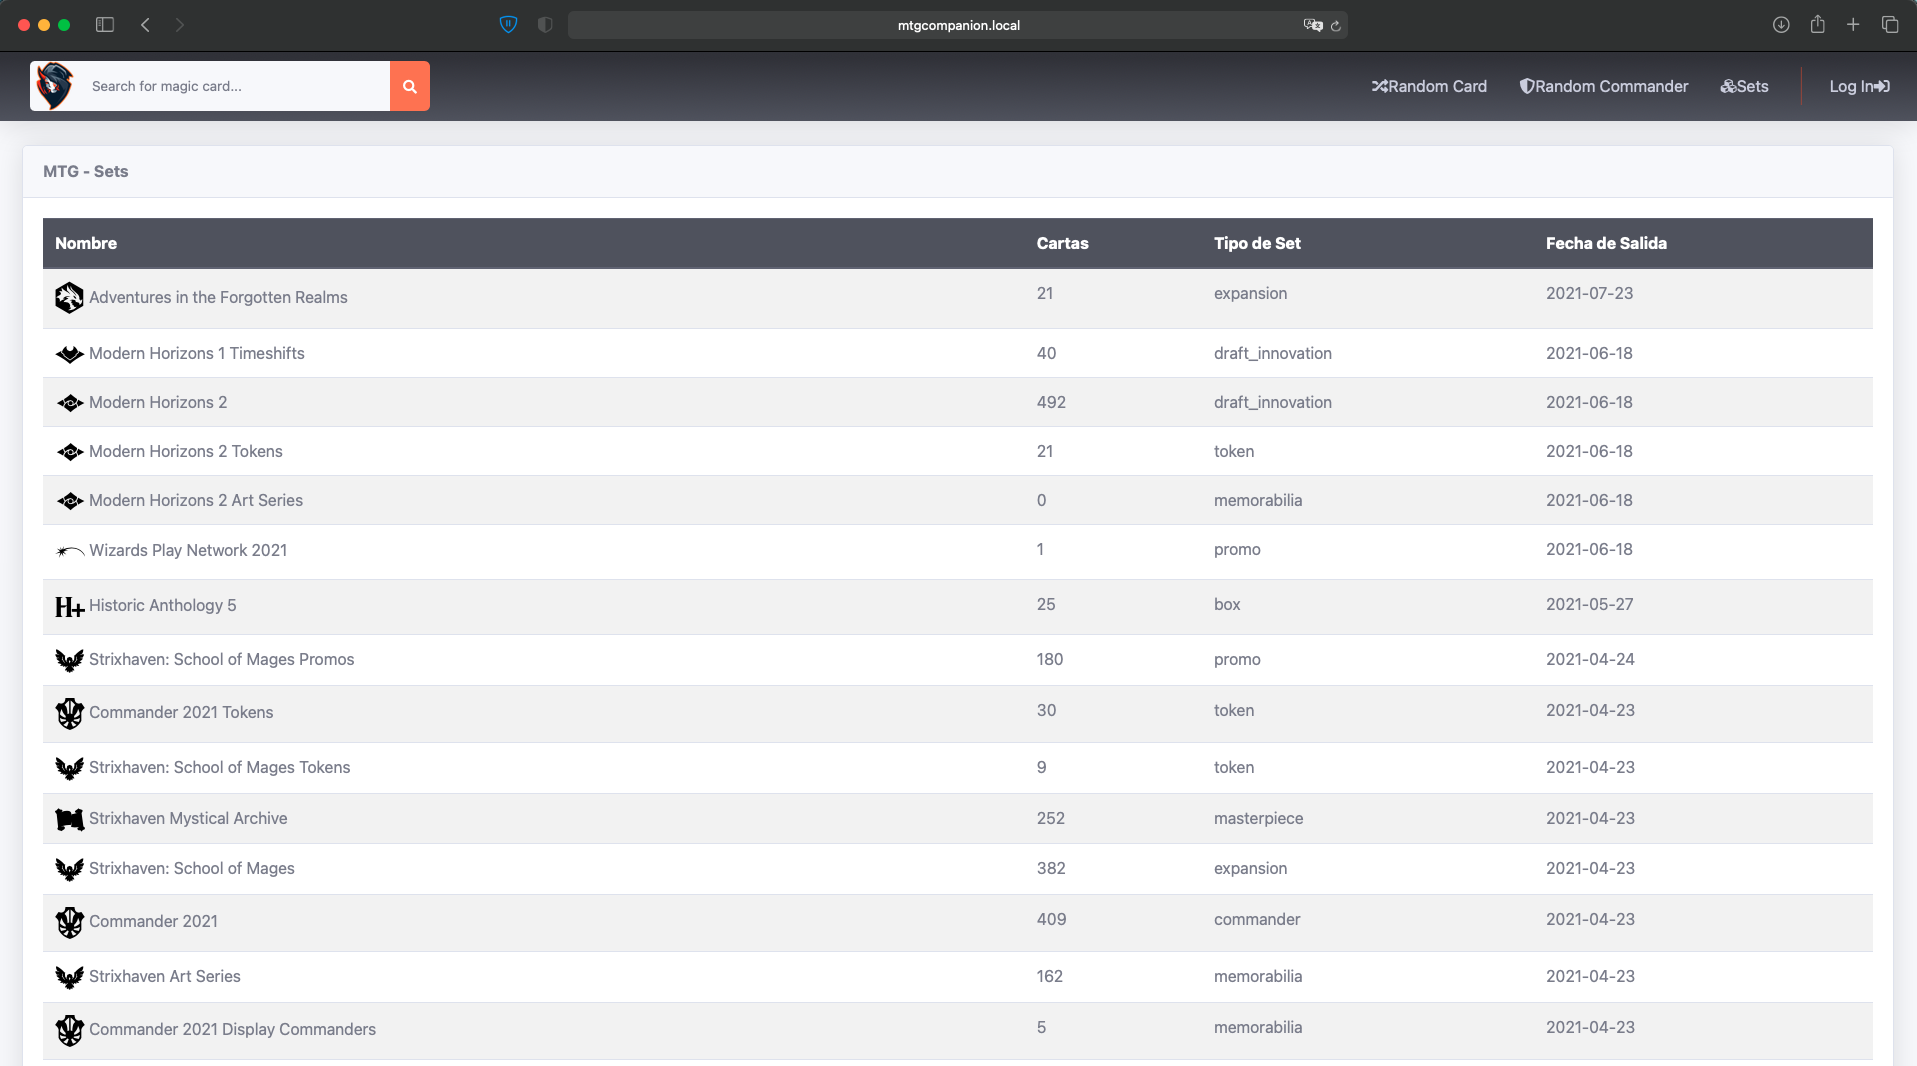 mtgcompanion.local
Search for magic card...
Random Card
Random Commander
Sets
Log In
MTG - Sets
Nombre Cartas Tipo de Set Fecha de Salida
Adventures in the Forgotten Realms 21 expansion 2021-07-23
Modern Horizons 1 Timeshifts 40 draft_innovation 2021-06-18
Modern Horizons 2 492 draft_innovation 2021-06-18
Modern Horizons 2 Tokens 21 token 2021-06-18
Modern Horizons 2 Art Series 0 memorabilia 2021-06-18
Wizards Play Network 2021 1 promo 2021-06-18
H+ Historic Anthology 5 25 box 2021-05-27
Strixhaven: School of Mages Promos 180 promo 2021-04-24
Commander 2021 Tokens 30 token 2021-04-23
Strixhaven: School of Mages Tokens 9 token 2021-04-23
Strixhaven Mystical Archive 252 masterpiece 2021-04-23
Strixhaven: School of Mages 382 expansion 2021-04-23
Commander 2021 409 commander 2021-04-23
Strixhaven Art Series 162 memorabilia 2021-04-23
Commander 2021 Display Commanders 5 memorabilia 2021-04-23